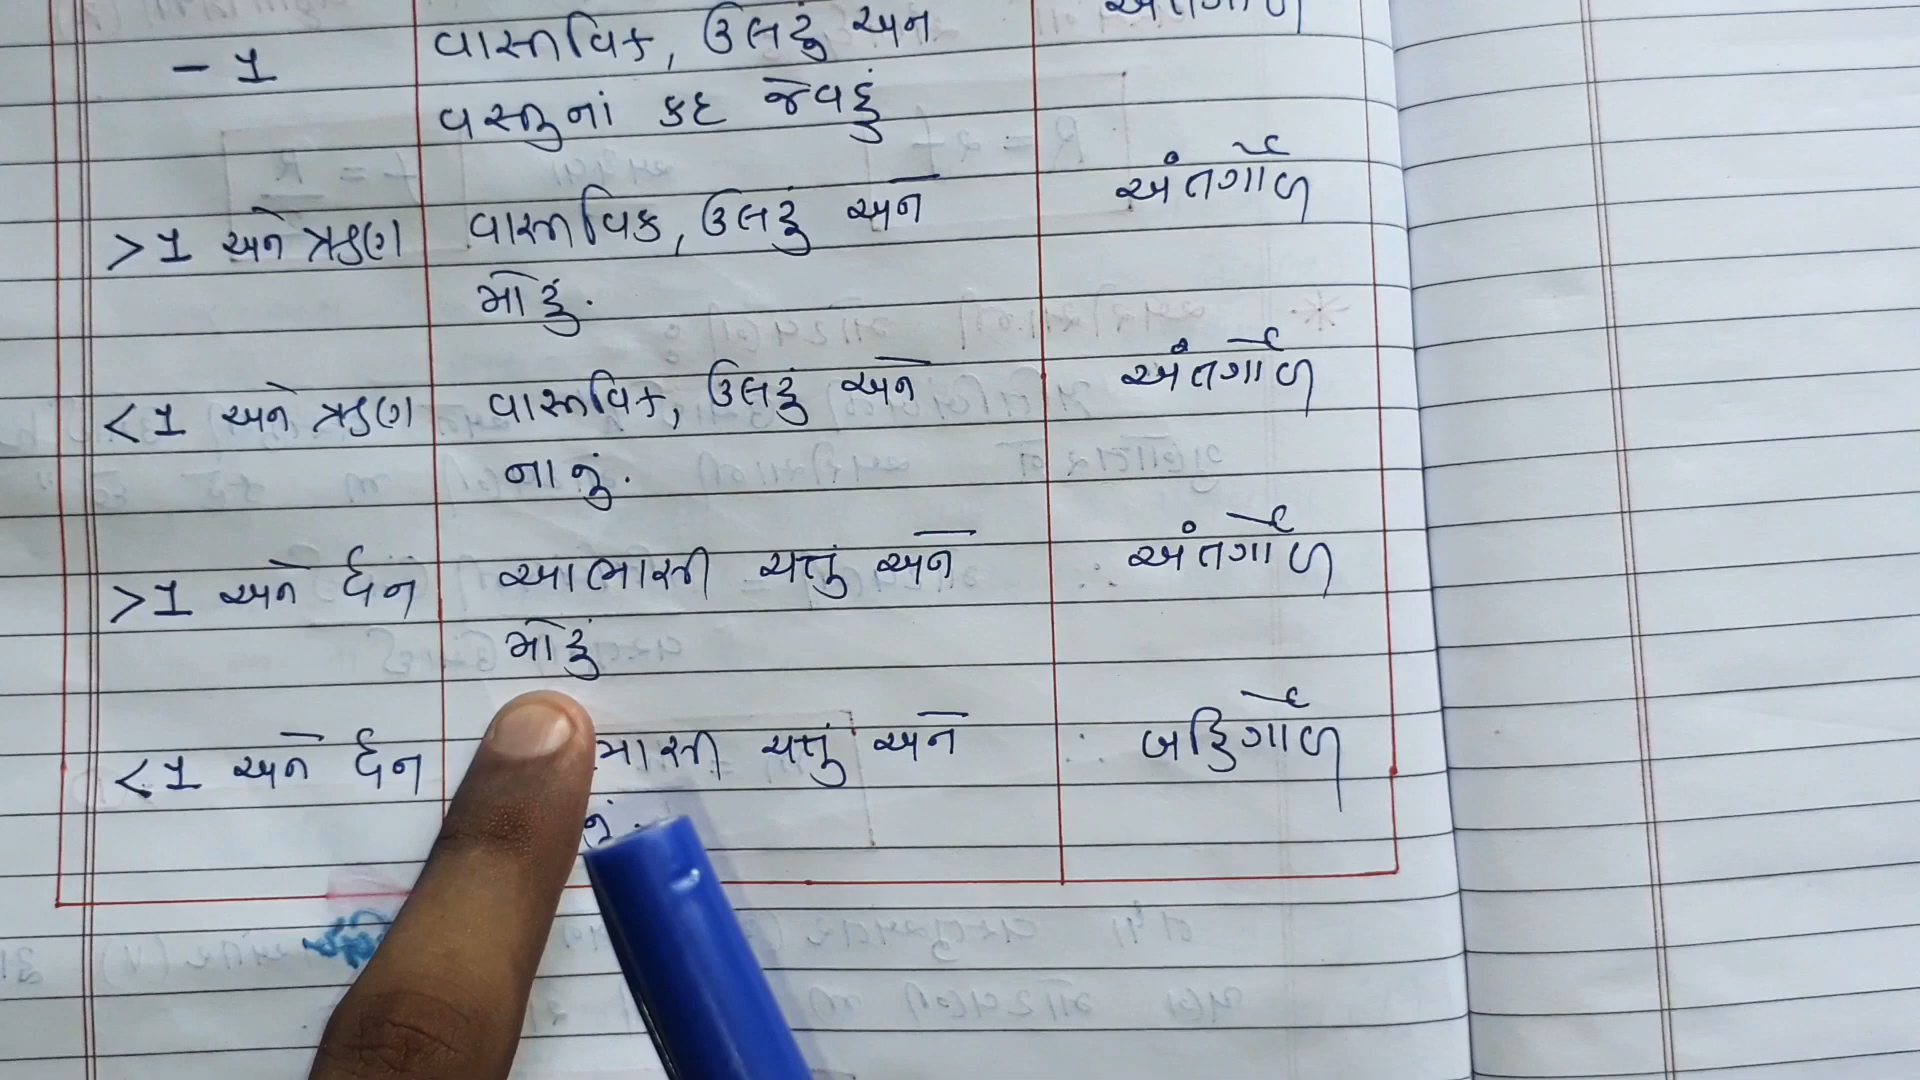 - 1 વાસ્તવિક, ઉલટું અને અંતર્ગોળ
વસ્તુનાં કદ જેવડું
>1 અને ઋણ વાસ્તવિક, ઉલટું અને અંતર્ગોળ
મોટું.
<1 અને ઋણ વાસ્તવિક, ઉલટું અને અંતર્ગોળ
નાનું.
>1 અને ધન આભાસી ચત્તું અને અંતર્ગોળ
મોટું
<1 અને ધન ચત્તું અને બહિર્ગોળ